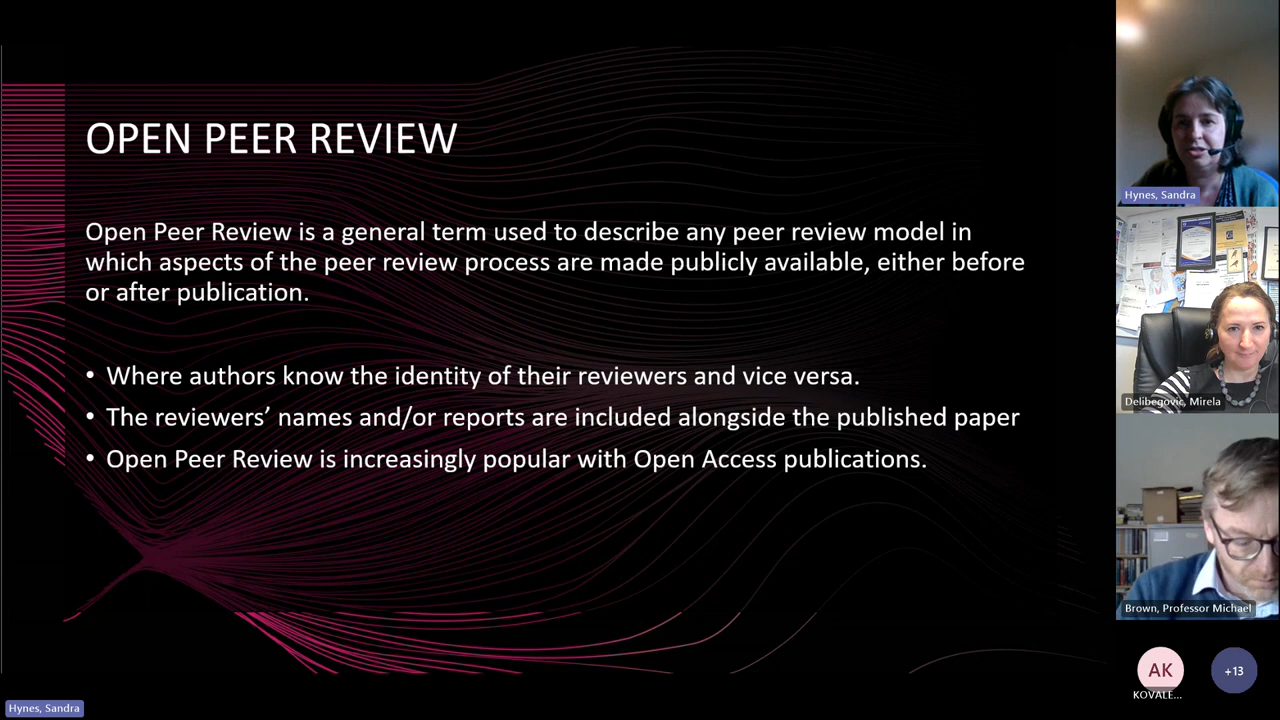 OPEN PEER REVIEW
Open Peer Review is a general term used to describe any peer review model in
which aspects of the peer review process are made publicly available, either before
or after publication.
• Where authors know the identity of their reviewers and vice versa.
• The reviewers’ names and/or reports are included alongside the published paper
• Open Peer Review is increasingly popular with Open Access publications.
Hynes, Sandra
Delibegovic, Mirela
Brown, Professor Michael
AK
+13
KOVALE...
Hynes, Sandra